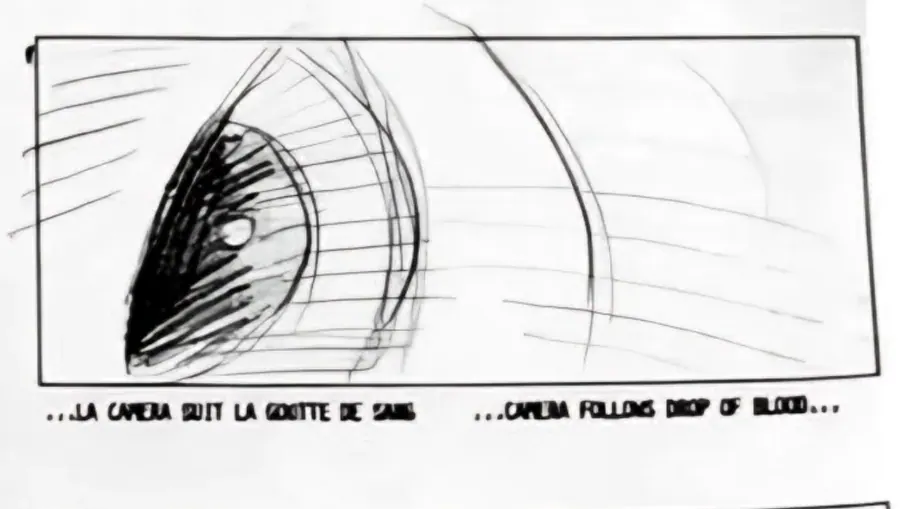 ...LA CAMERA SUIT LA GOUTTE DE SANG
...CAMERA FOLLOWS DROP OF BLOOD...